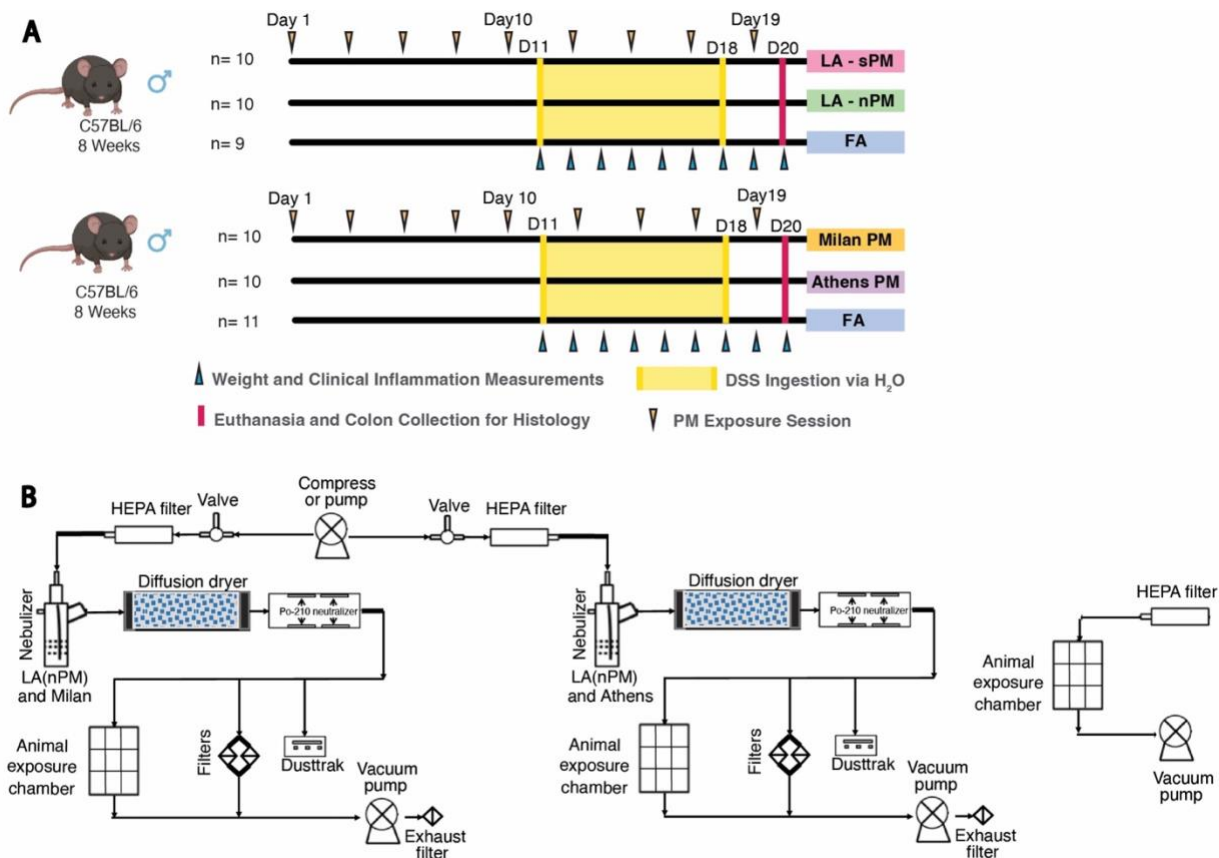 A
Day 1
Day10
Day19
D11
D18
D20
n= 10
LA - sPM
n= 10
LA - nPM
n= 9
FA
C57BL/6
8 Weeks
Day 1
Day 10
Day19
D11
D18
D20
n= 10
Milan PM
n= 10
Athens PM
n= 11
FA
C57BL/6
8 Weeks
Weight and Clinical Inflammation Measurements
DSS Ingestion via H₂O
Euthanasia and Colon Collection for Histology
PM Exposure Session
B
HEPA filter
Valve
Compress
or pump
Valve
HEPA filter
Nebulizer
Diffusion dryer
Po-210 neutralizer
LA(nPM)
and Milan
Animal
exposure
chamber
Filters
Dusttrak
Vacuum
pump
Exhaust
filter
Nebulizer
Diffusion dryer
Po-210 neutralizer
LA(nPM)
and Athens
Animal
exposure
chamber
Filters
Dusttrak
Vacuum
pump
Exhaust
filter
HEPA filter
Animal
exposure
chamber
Vacuum
pump